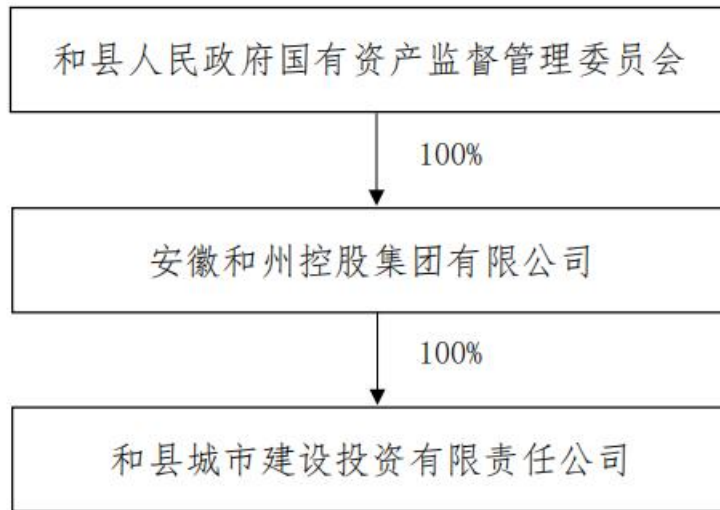 和县人民政府国有资产监督管理委员会
100%
安徽和州控股集团有限公司
100%
和县城市建设投资有限责任公司